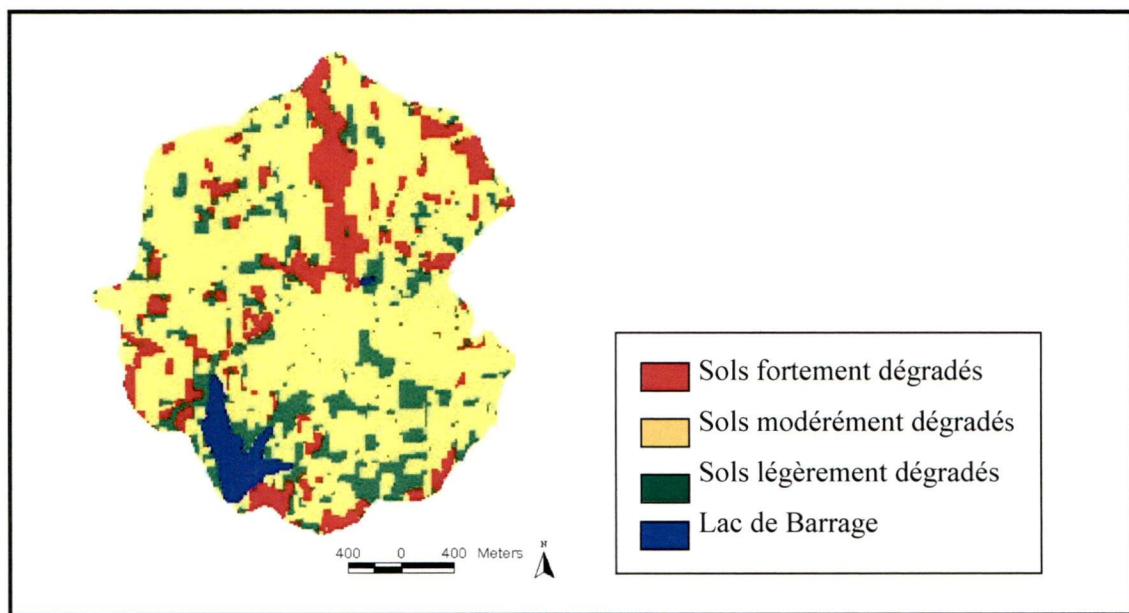 Sols fortement dégradés
Sols modérément dégradés
Sols légèrement dégradés
Lac de Barrage
400 0 400 Meters
N